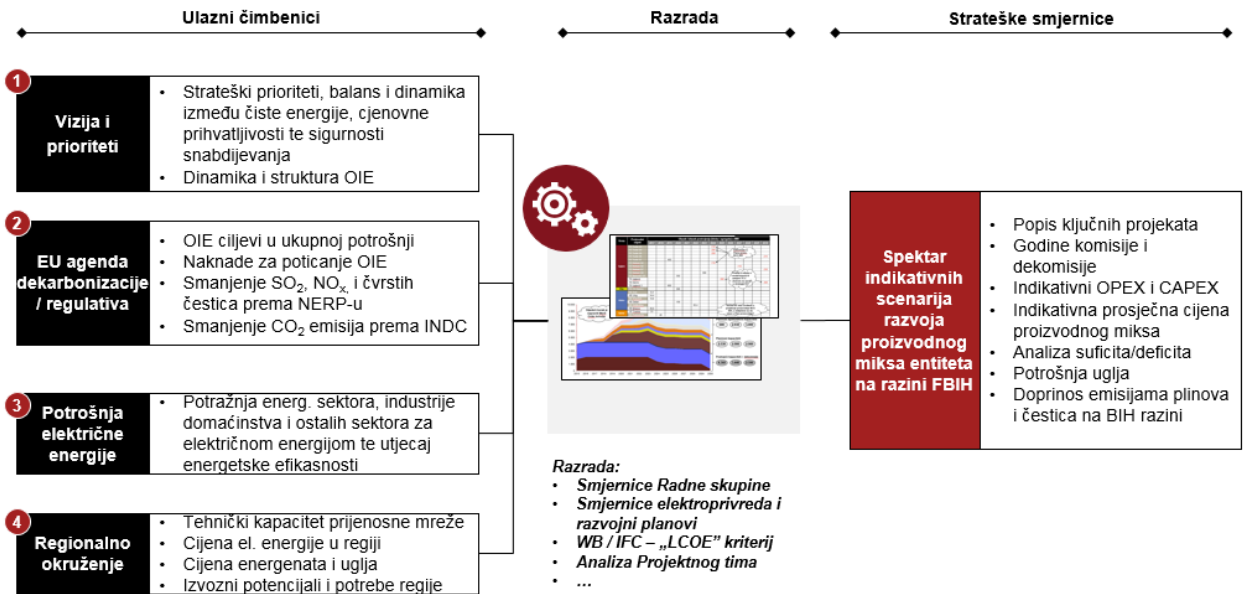 Ulazni čimbenici
Razrada
Strateške smjernice
1
Vizija i
prioriteti
• Strateški prioriteti, balans i dinamika
između čiste energije, cjenovne
prihvatljivosti te sigurnosti
snabdijevanja
• Dinamika i struktura OIE
2
EU agenda
dekarbonizacije
/ regulativa
• OIE ciljevi u ukupnoj potrošnji
• Naknade za poticanje OIE
• Smanjenje SO2, NOx, i čvrstih
čestica prema NERP-u
• Smanjenje CO2 emisija prema INDC
3
Potrošnja
električne
energije
• Potražnja energ. sektora, industrije
domaćinstva i ostalih sektora za
električnom energijom te utjecaj
energetske efikasnosti
4
Regionalno
okruženje
• Tehnički kapacitet prijenosne mreže
• Cijena el. energije u regiji
• Cijena energenata i uglja
• Izvozni potencijali i potrebe regije
Razrada:
• Smjernice Radne skupine
• Smjernice elektroprivreda i
razvojni planovi
• WB / IFC – „LCOE” kriterij
• Analiza Projektnog tima
• ...
Spektar
indikativnih
scenarija
razvoja
proizvodnog
miksa entiteta
na razini FBIH
• Popis ključnih projekata
• Godine komisije i
dekomisije
• Indikativni OPEX i CAPEX
• Indikativna prosječna cijena
proizvodnog miksa
• Analiza suficita/deficita
• Potrošnja uglja
• Doprinos emisijama plinova
i čestica na BIH razini